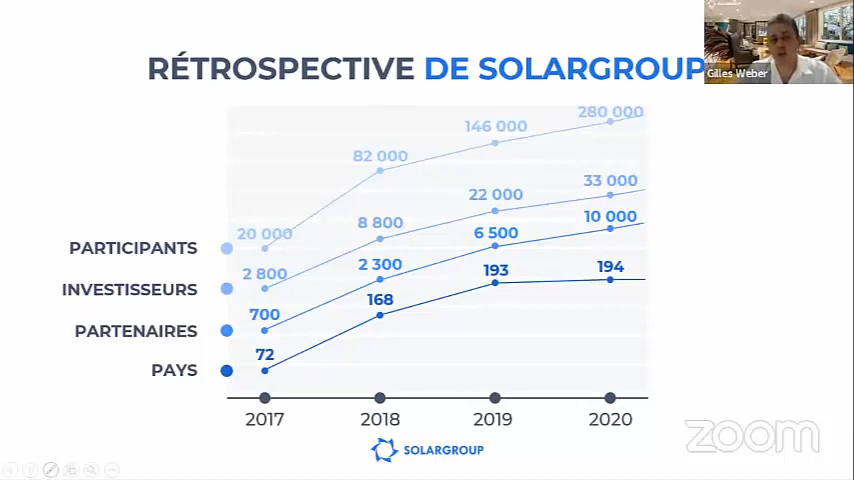 RÉTROSPECTIVE DE SOLARGROUP
Gilles Weber
280 000
146 000
82 000
20 000
33 000
22 000
8 800
2 800
10 000
6 500
2 300
700
194
193
168
72
PARTICIPANTS
INVESTISSEURS
PARTENAIRES
PAYS
2017 2018 2019 2020
SOLARGROUP
zoom